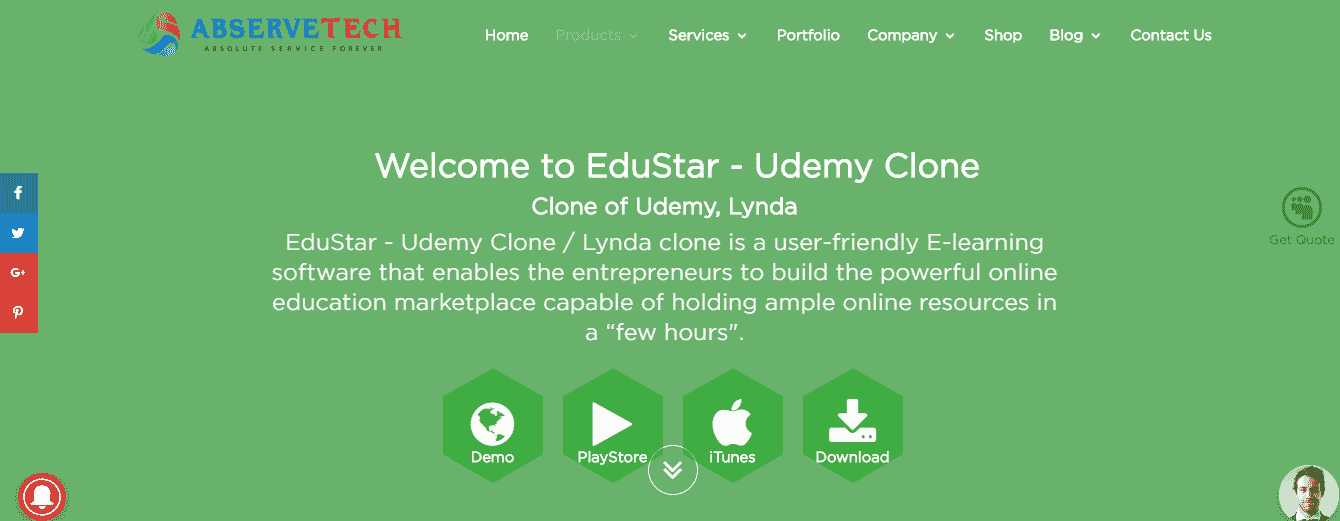 ABSERVETECH
ABSOLUTE SERVICE FOREVER
Home Products Services Portfolio Company Shop Blog Contact Us
Welcome to EduStar - Udemy Clone
Clone of Udemy, Lynda
EduStar - Udemy Clone / Lynda clone is a user-friendly E-learning
software that enables the entrepreneurs to build the powerful online
education marketplace capable of holding ample online resources in
a “few hours”.
Get Quote
Demo PlayStore iTunes Download